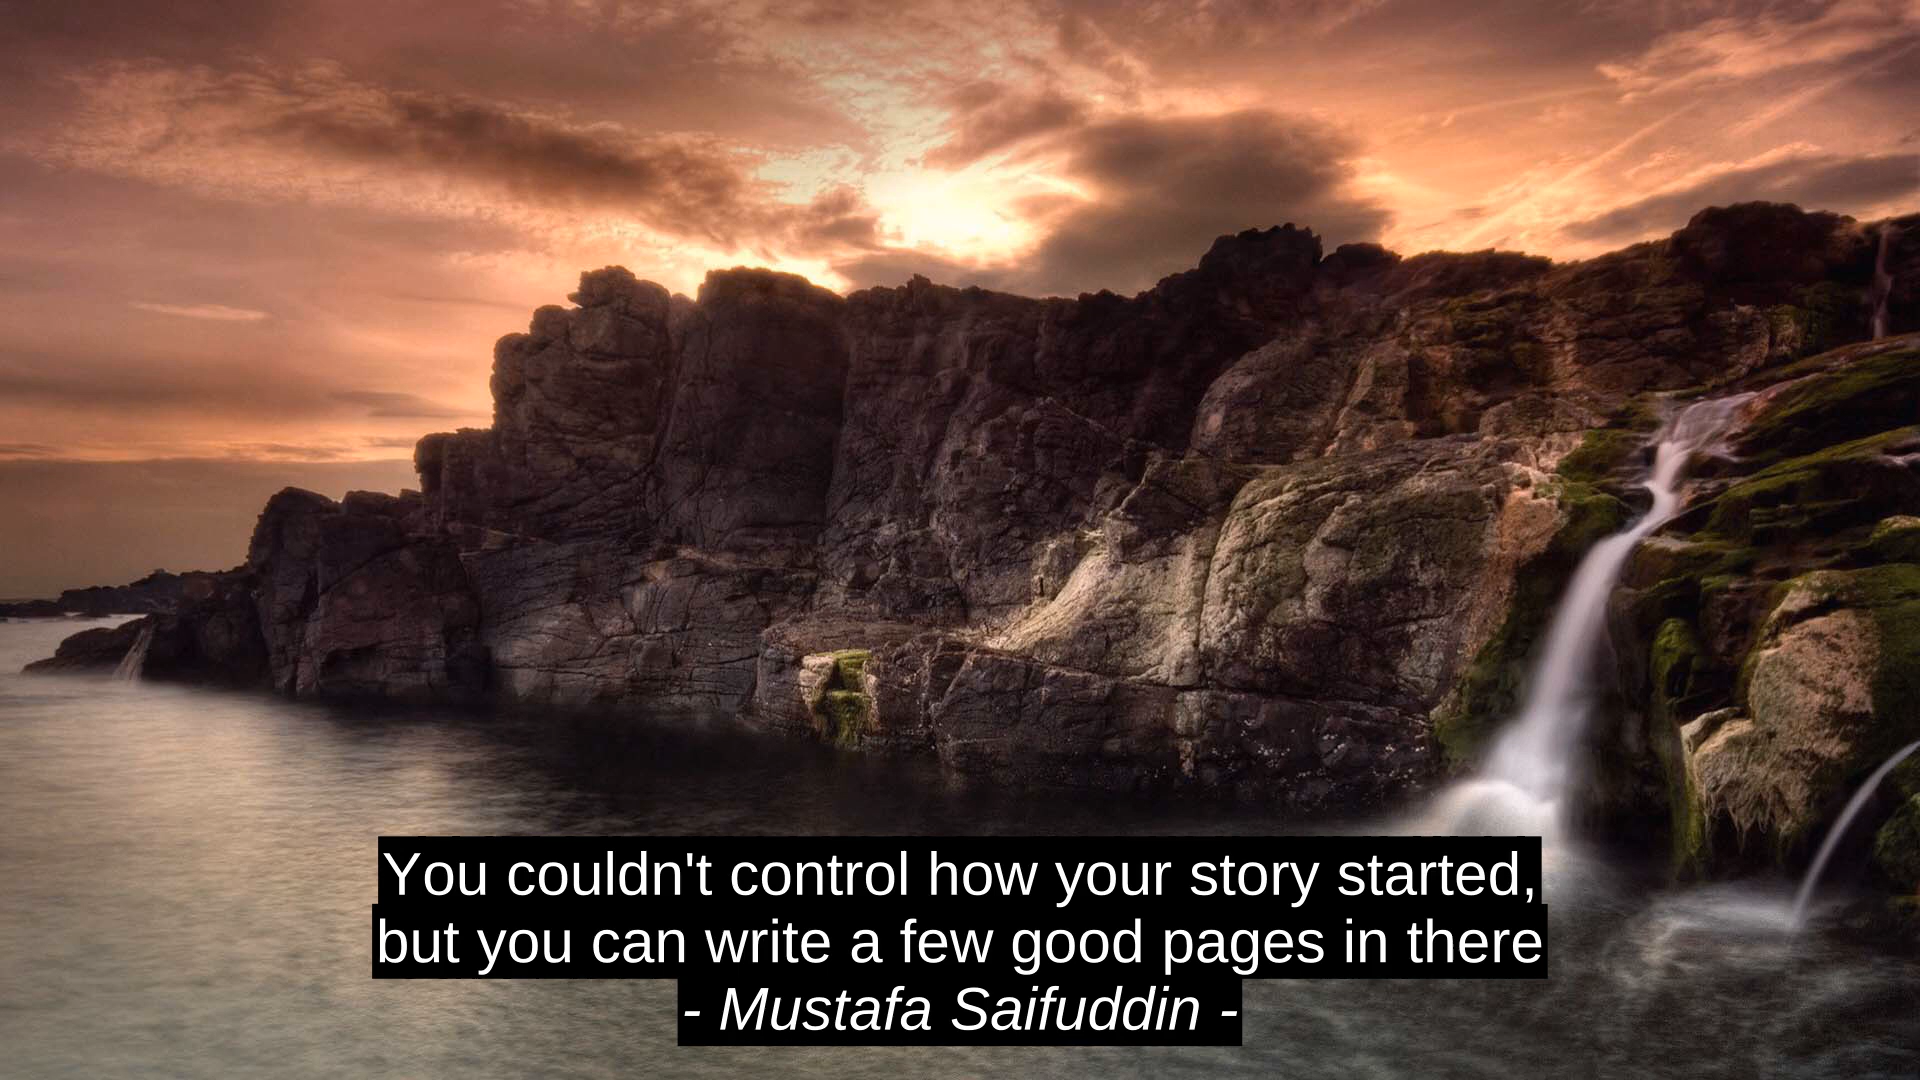 You couldn't control how your story started,
but you can write a few good pages in there
- Mustafa Saifuddin -